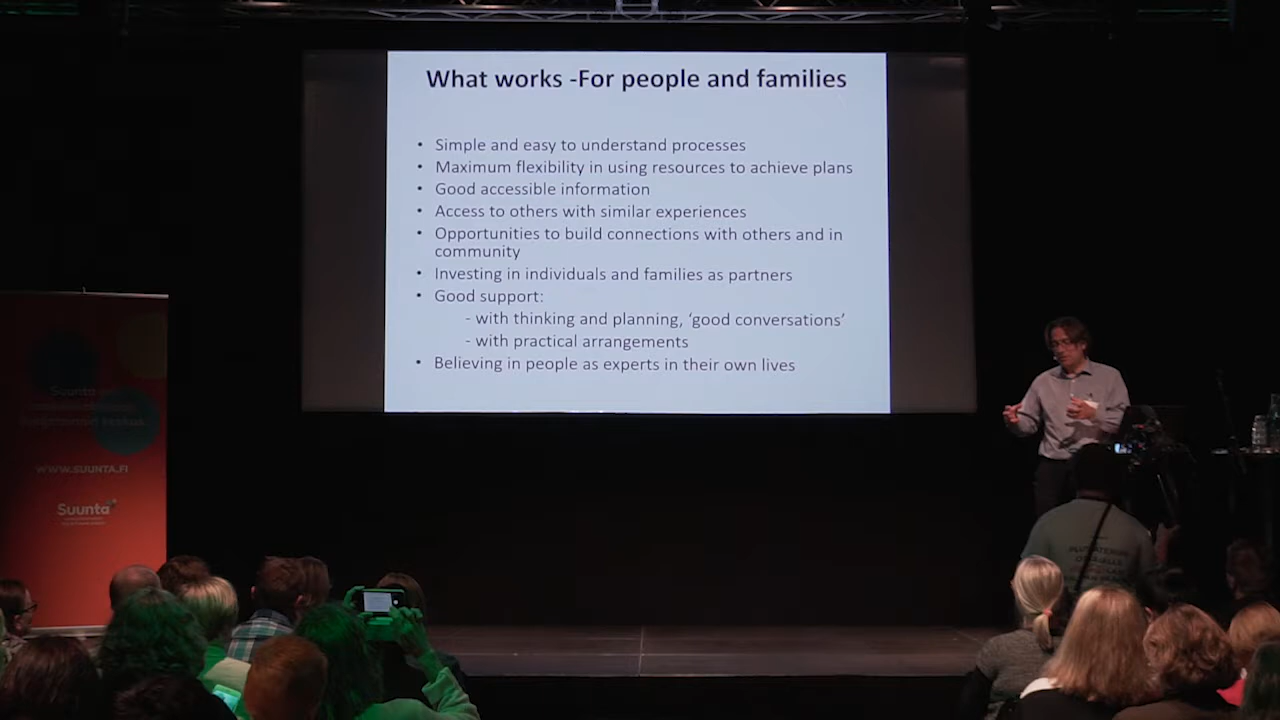 What works -For people and families
• Simple and easy to understand processes
• Maximum flexibility in using resources to achieve plans
• Good accessible information
• Access to others with similar experiences
• Opportunities to build connections with others and in
community
• Investing in individuals and families as partners
• Good support:
- with thinking and planning, ‘good conversations’
- with practical arrangements
• Believing in people as experts in their own lives
Suunta
WWW.SUUNTA.FI
Suunta